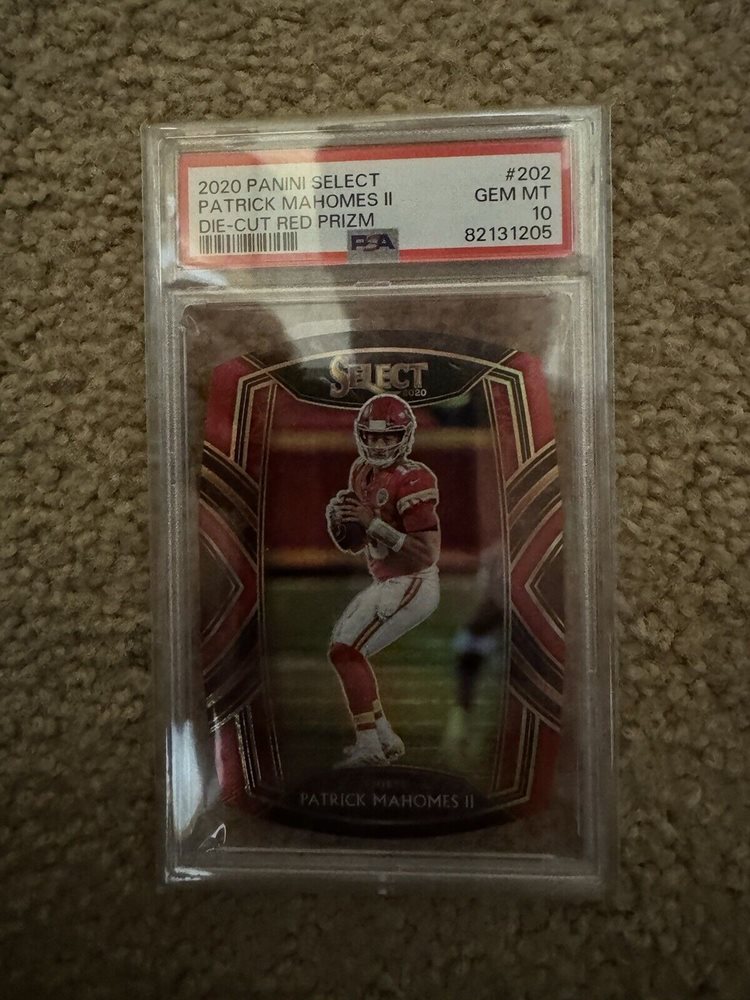 2020 PANINI SELECT #202
PATRICK MAHOMES II GEM MT
DIE-CUT RED PRIZM 10
PSA 82131205
SELECT
2020
PATRICK MAHOMES II